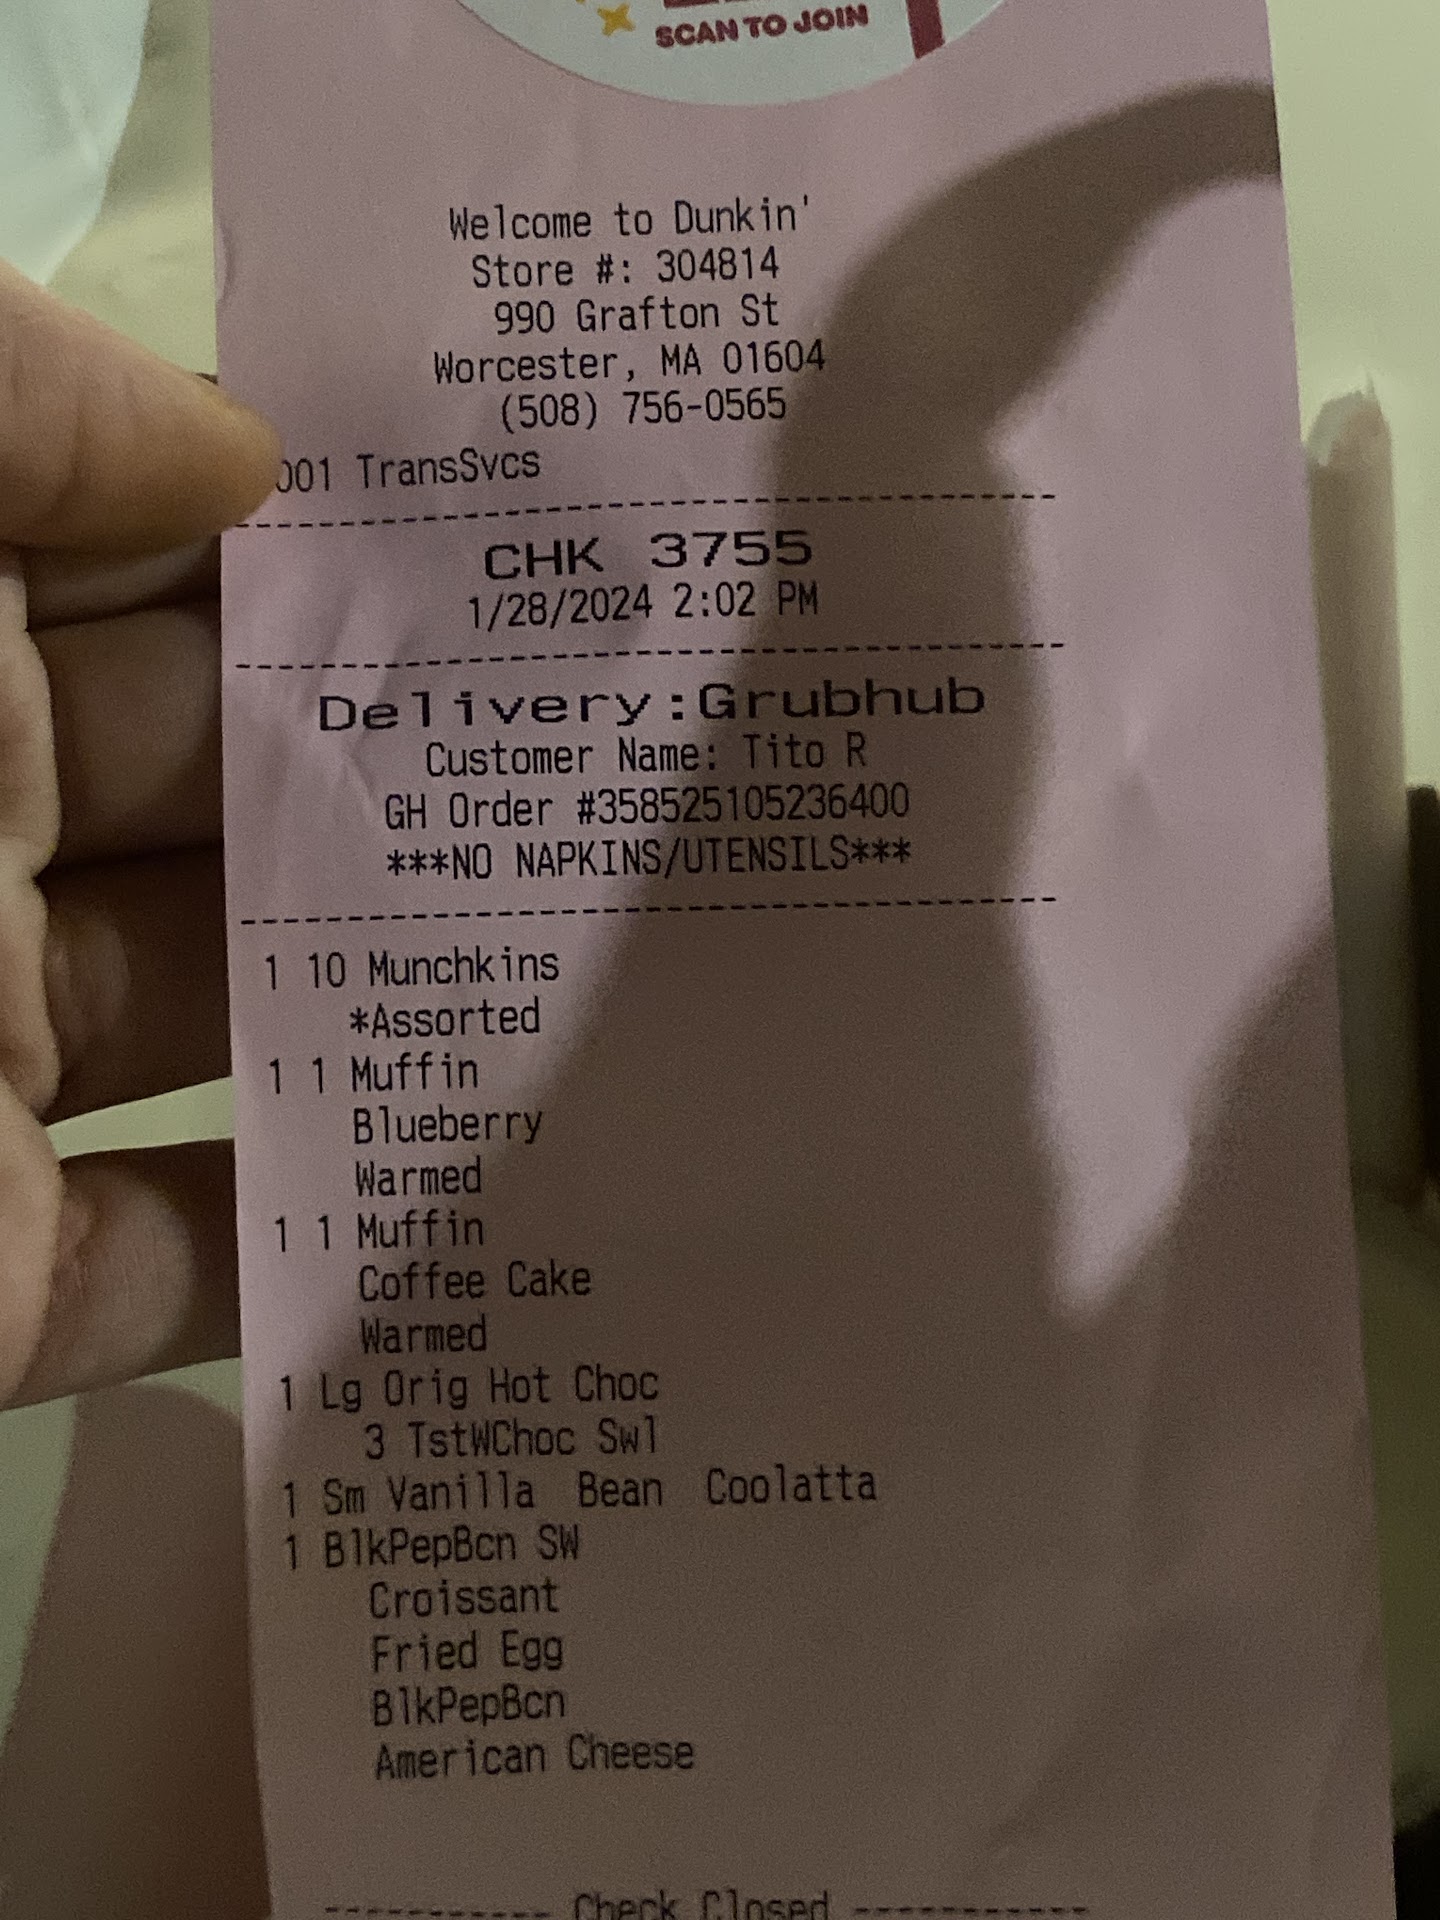 SCAN TO JOIN
Welcome to Dunkin'
Store #: 304814
990 Grafton St
Worcester, MA 01604
(508) 756-0565
001 TransSvcs
CHK 3755
1/28/2024 2:02 PM
Delivery:Grubhub
Customer Name: Tito R
GH Order #358525105236400
***NO NAPKINS/UTENSILS***
1 10 Munchkins
*Assorted
1 1 Muffin
Blueberry
Warmed
1 1 Muffin
Coffee Cake
Warmed
1 Lg Orig Hot Choc
3 TstWChoc Swl
1 Sm Vanilla Bean Coolatta
1 BlkPepBcn SW
Croissant
Fried Egg
BlkPepBcn
American Cheese
Check Closed